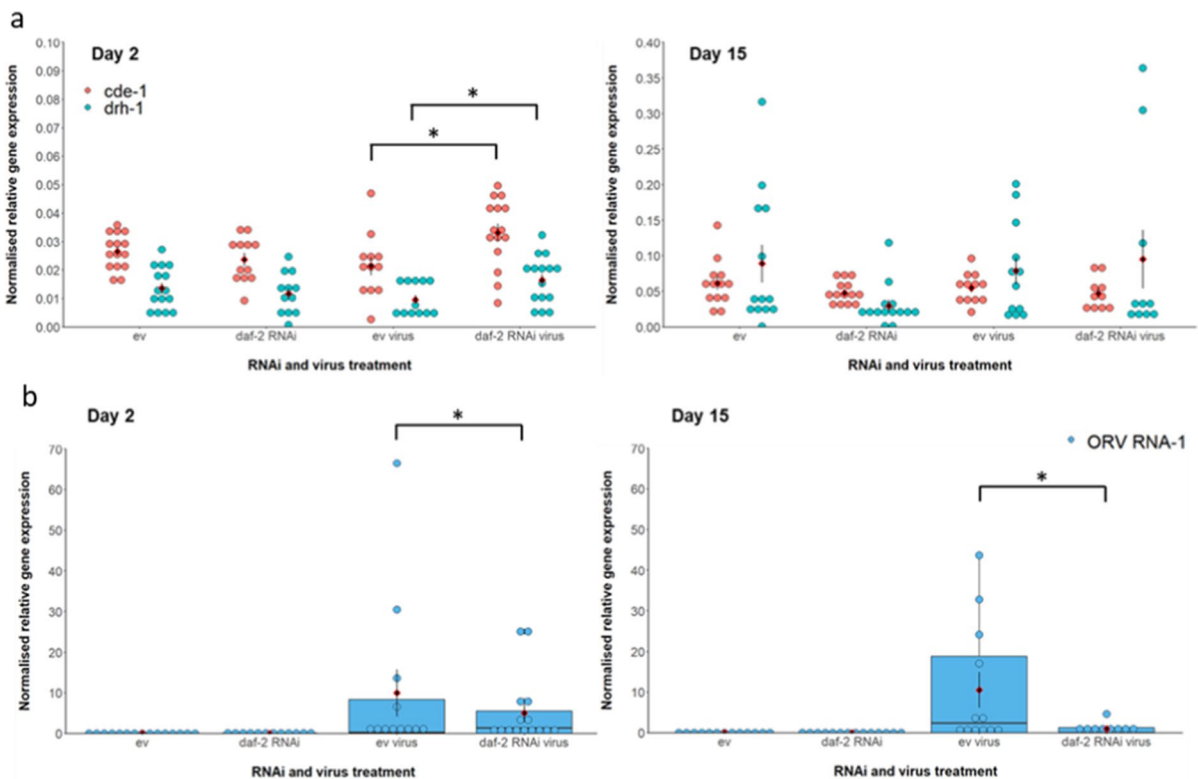 a
Day 2
cde-1
drh-1
*
*
0.10
0.09
0.08
0.07
0.06
0.05
0.04
0.03
0.02
0.01
0.00
Normalised relative gene expression
ev
daf-2 RNAi
ev virus
daf-2 RNAi virus
RNAi and virus treatment
Day 15
0.40
0.35
0.30
0.25
0.20
0.15
0.10
0.05
0.00
Normalised relative gene expression
ev
daf-2 RNAi
ev virus
daf-2 RNAi virus
RNAi and virus treatment
b
Day 2
*
70
60
50
40
30
20
10
0
Normalised relative gene expression
ev
daf-2 RNAi
ev virus
daf-2 RNAi virus
RNAi and virus treatment
Day 15
ORV RNA-1
*
70
60
50
40
30
20
10
0
Normalised relative gene expression
ev
daf-2 RNAi
ev virus
daf-2 RNAi virus
RNAi and virus treatment